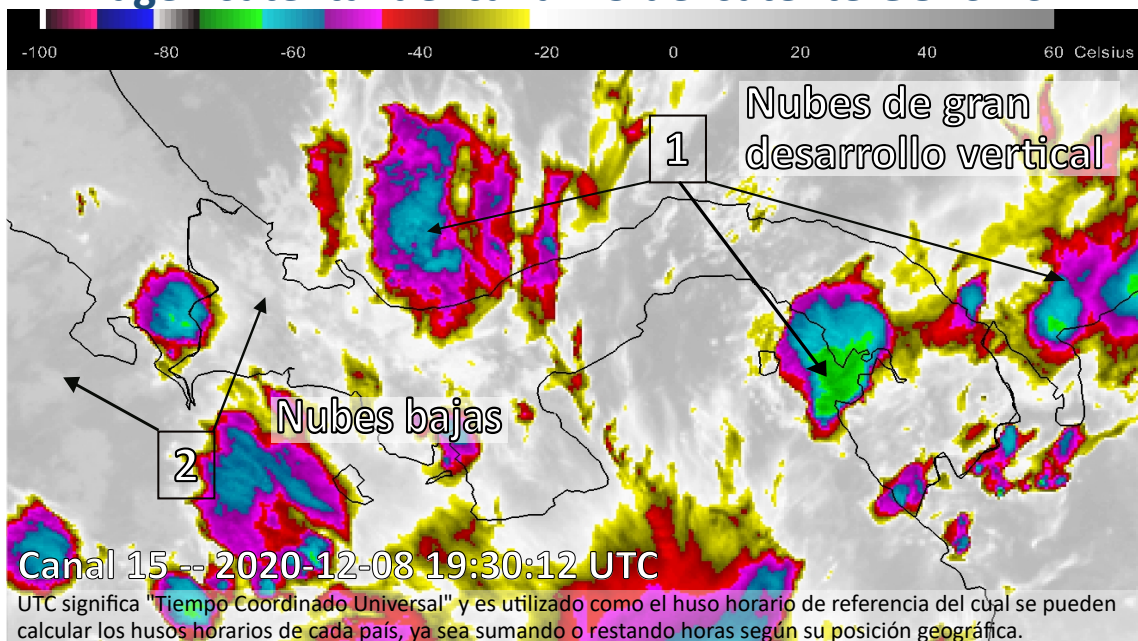 -100 -80 -60 -40 -20 0 20 40 60 Celsius
Nubes de gran
desarrollo vertical
1
Nubes bajas
2
Canal 15 -- 2020-12-08 19:30:12 UTC
UTC significa "Tiempo Coordinado Universal" y es utilizado como el huso horario de referencia del cual se pueden
calcular los husos horarios de cada país, ya sea sumando o restando horas según su posición geográfica.